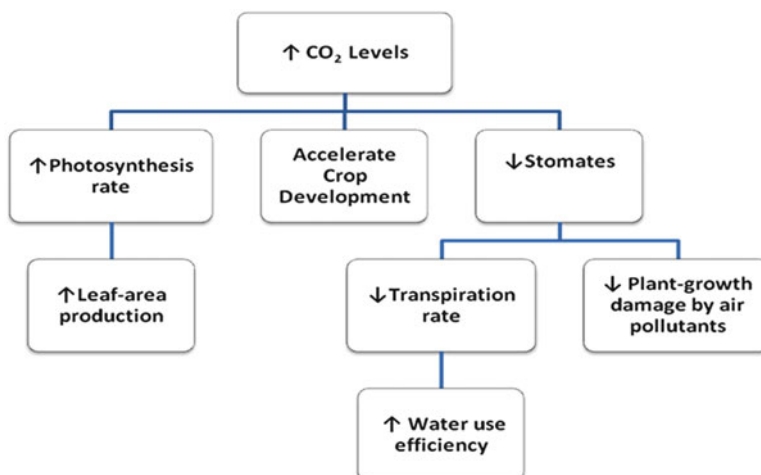 ↑ CO₂ Levels
↑Photosynthesis
rate
Accelerate
Crop
Development
↓Stomates
↑Leaf-area
production
↓Transpiration
rate
↓ Plant-growth
damage by air
pollutants
↑ Water use
efficiency